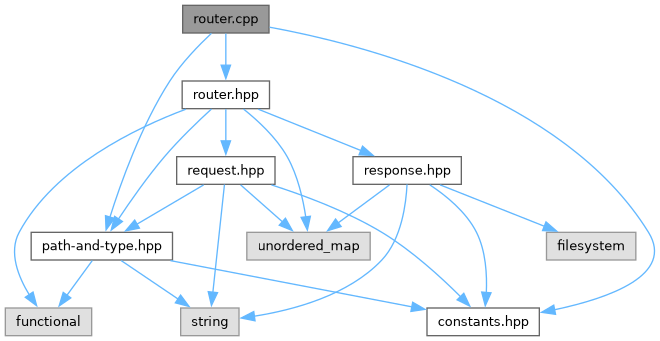 router.cpp
router.hpp
request.hpp
response.hpp
path-and-type.hpp
unordered_map
filesystem
functional
string
constants.hpp